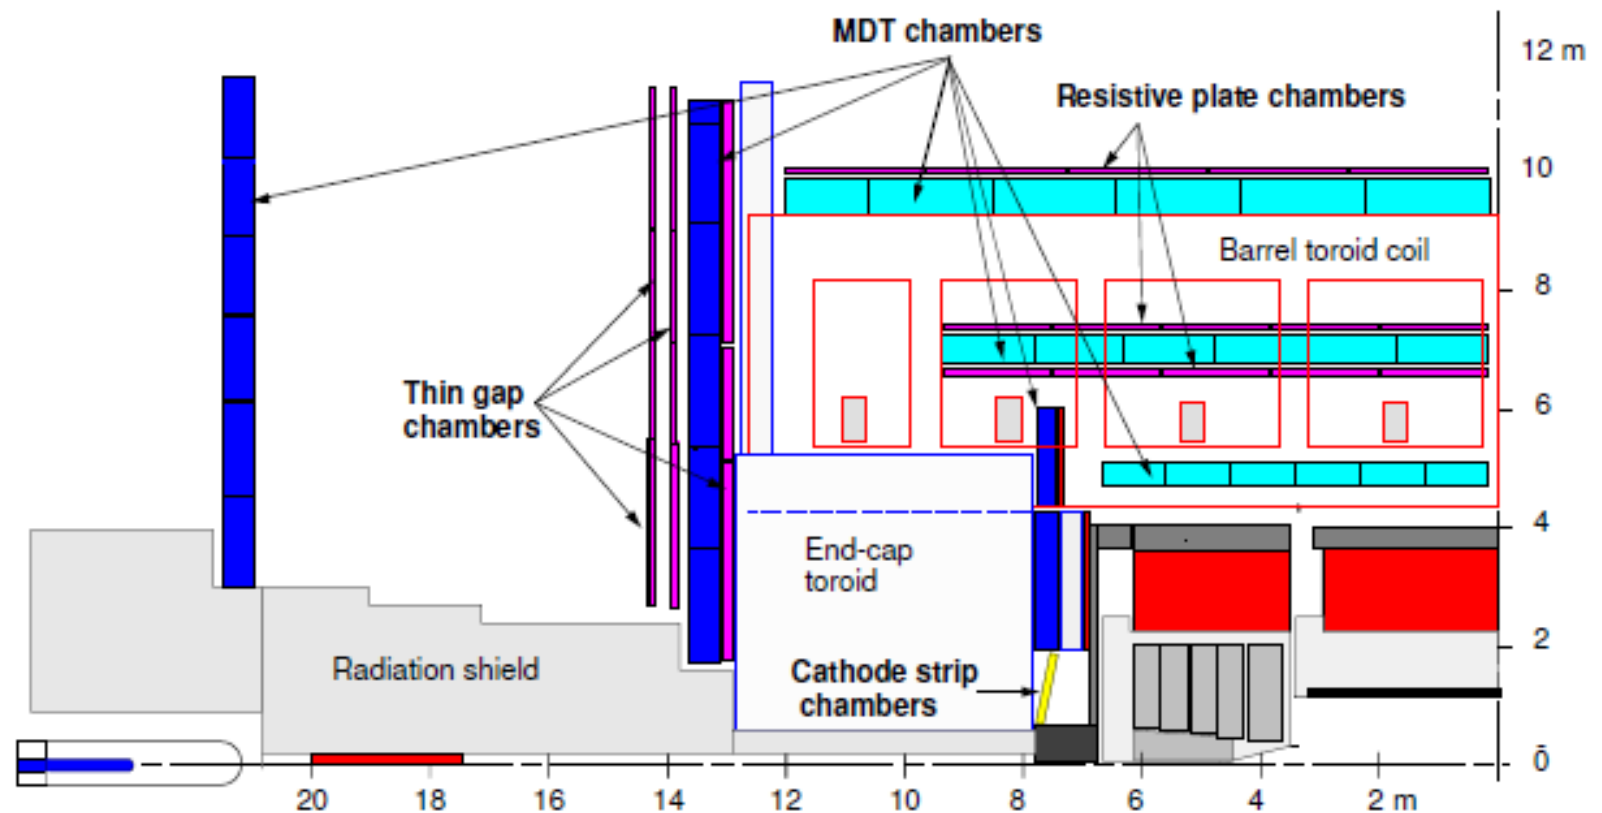 MDT chambers
12 m
Resistive plate chambers
10
Barrel toroid coil
8
Thin gap
chambers
6
4
End-cap
toroid
2
Radiation shield
Cathode strip
chambers
0
20 18 16 14 12 10 8 6 4 2 m